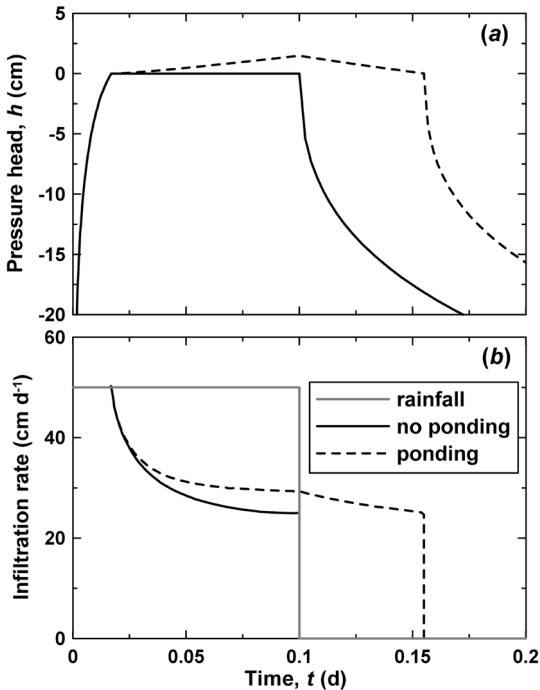 (a)
Pressure head, h (cm)
5
0
-5
-10
-15
-20
(b)
Infiltration rate (cm d-1)
60
40
20
0
rainfall
no ponding
ponding
0 0.05 0.1 0.15 0.2
Time, t (d)